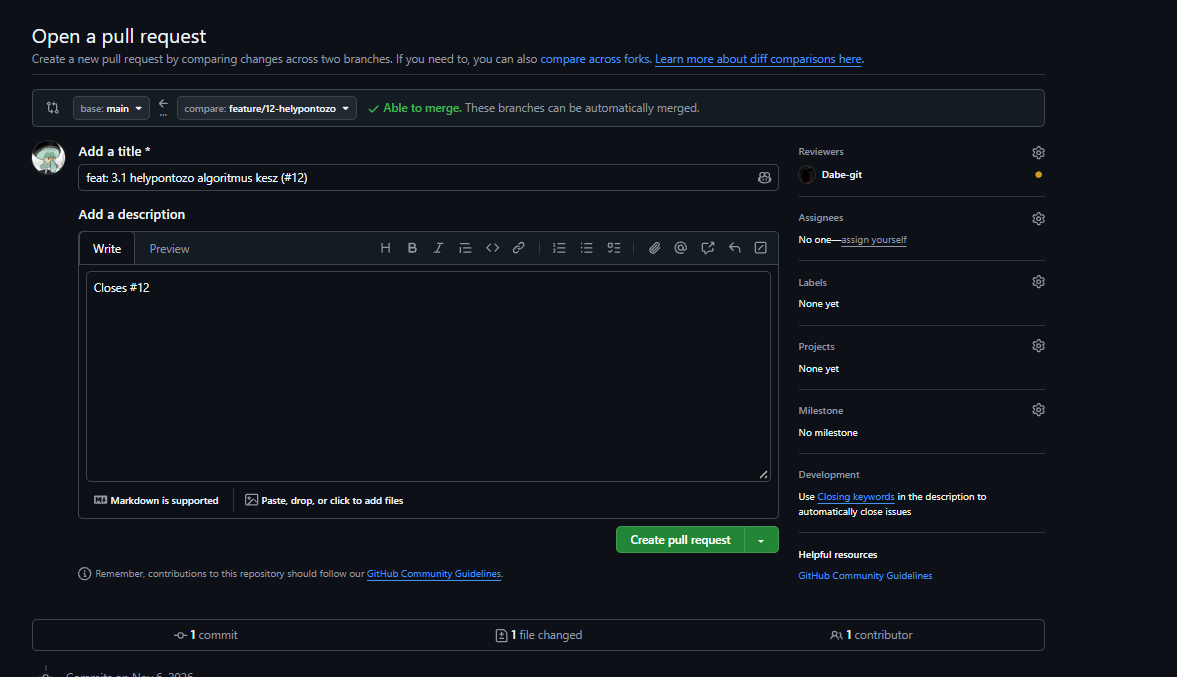 Open a pull request
Create a new pull request by comparing changes across two branches. If you need to, you can also compare across forks. Learn more about diff comparisons here.
base: main
compare: feature/12-helypontozo
Able to merge. These branches can be automatically merged.
Add a title *
feat: 3.1 helypontozo algoritmus kesz (#12)
Add a description
Write
Preview
Closes #12
Markdown is supported
Paste, drop, or click to add files
Create pull request
Remember, contributions to this repository should follow our GitHub Community Guidelines.
Reviewers
Dabe-git
Assignees
No one—assign yourself
Labels
None yet
Projects
None yet
Milestone
No milestone
Development
Use Closing keywords in the description to
automatically close issues
Helpful resources
GitHub Community Guidelines
1 commit
1 file changed
1 contributor
Commits on Nov 6, 2026